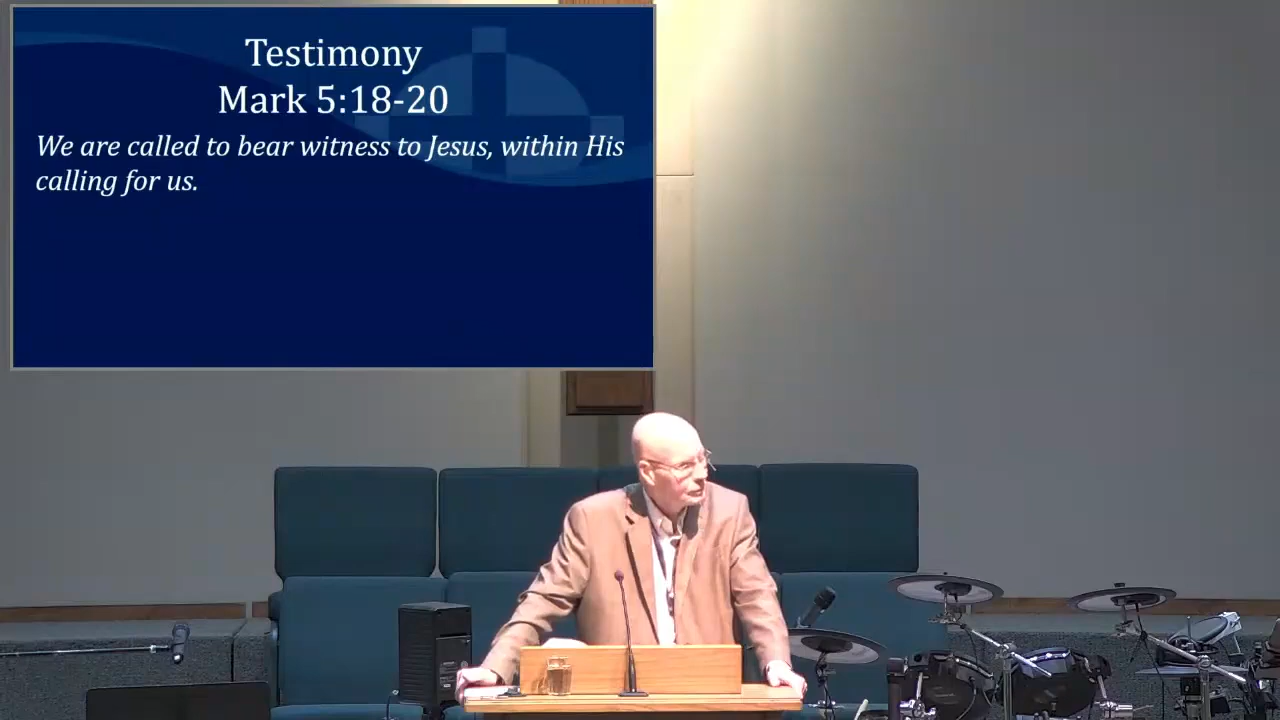 Testimony
Mark 5:18-20
We are called to bear witness to Jesus, within His
calling for us.